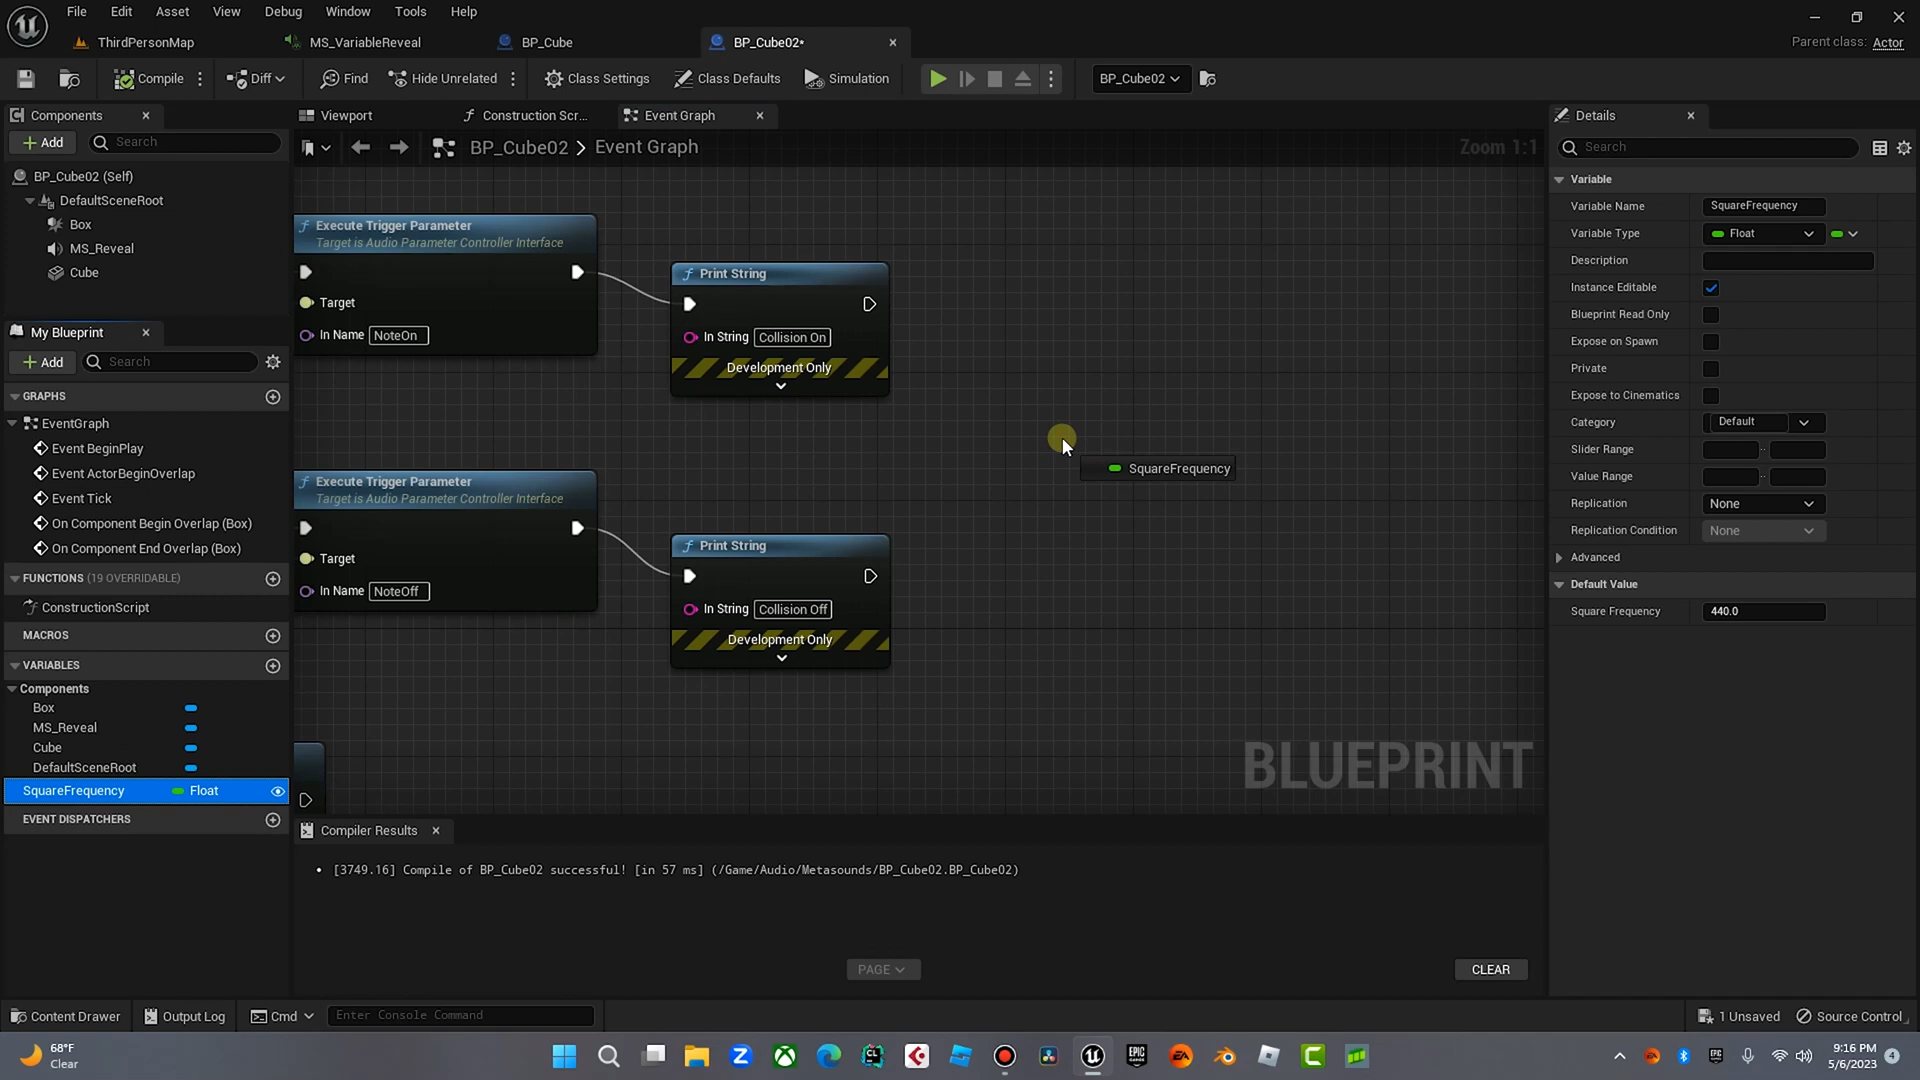 File Edit Asset View Debug Window Tools Help
ThirdPersonMap MS_VariableReveal BP_Cube BP_Cube02*
Parent class: Actor
Compile Diff Find Hide Unrelated Class Settings Class Defaults Simulation BP_Cube02
Components
Add Search
BP_Cube02 (Self)
DefaultSceneRoot
Box
MS_Reveal
Cube
My Blueprint
Add Search
GRAPHS
EventGraph
Event BeginPlay
Event ActorBeginOverlap
Event Tick
On Component Begin Overlap (Box)
On Component End Overlap (Box)
FUNCTIONS (19 OVERRIDABLE)
ConstructionScript
MACROS
VARIABLES
Components
Box
MS_Reveal
Cube
DefaultSceneRoot
SquareFrequency Float
EVENT DISPATCHERS
Viewport Construction Scr... Event Graph
BP_Cube02 > Event Graph
Zoom 1:1
Execute Trigger Parameter
Target is Audio Parameter Controller Interface
Target
In Name NoteOn
Print String
In String Collision On
Development Only
SquareFrequency
Execute Trigger Parameter
Target is Audio Parameter Controller Interface
Target
In Name NoteOff
Print String
In String Collision Off
Development Only
BLUEPRINT
Compiler Results
[3749.16] Compile of BP_Cube02 successful! [in 57 ms] (/Game/Audio/Metasounds/BP_Cube02.BP_Cube02)
PAGE
CLEAR
Details
Search
Variable
Variable Name SquareFrequency
Variable Type Float
Description
Instance Editable
Blueprint Read Only
Expose on Spawn
Private
Expose to Cinematics
Category Default
Slider Range ..
Value Range ..
Replication None
Replication Condition None
Advanced
Default Value
Square Frequency 440.0
Content Drawer Output Log Cmd Enter Console Command 1 Unsaved Source Control
68°F
Clear
9:16 PM
5/6/2023
4